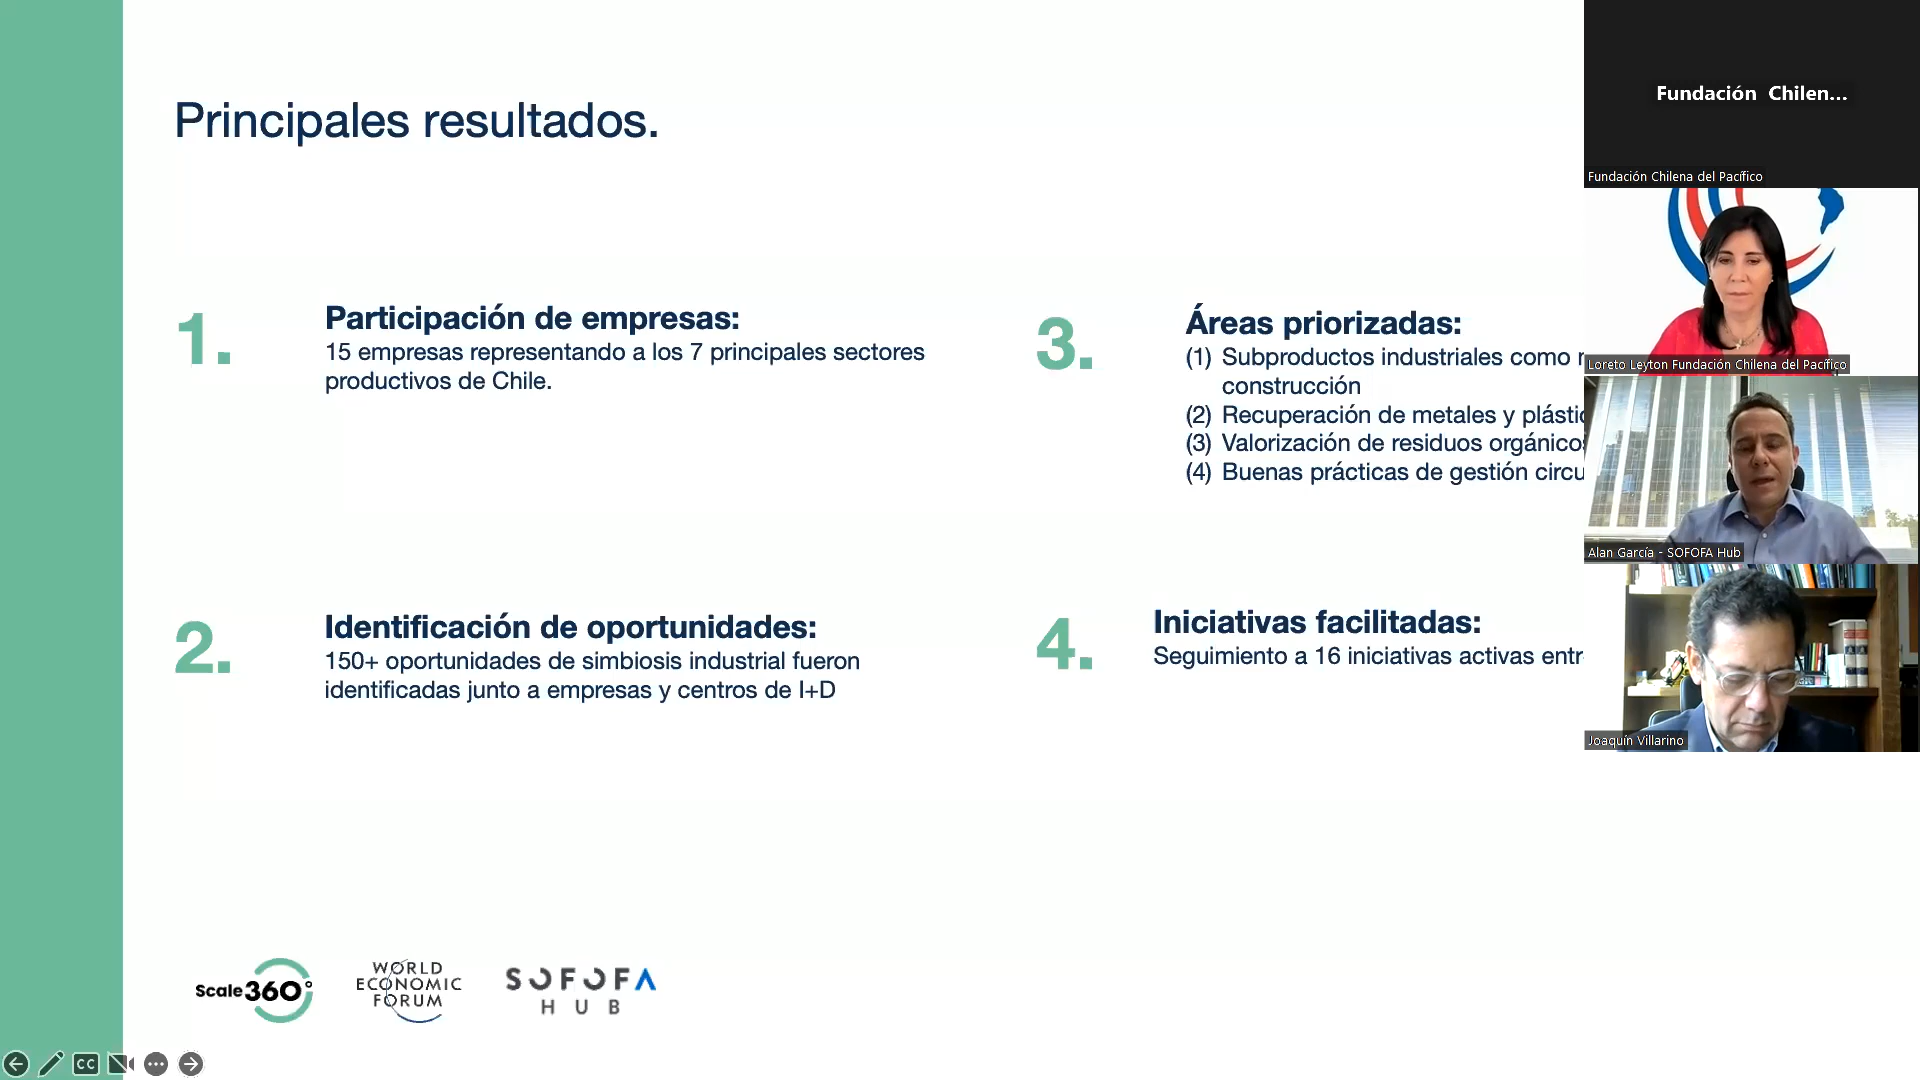 Principales resultados.
1.
Participación de empresas:
15 empresas representando a los 7 principales sectores
productivos de Chile.
2.
Identificación de oportunidades:
150+ oportunidades de simbiosis industrial fueron
identificadas junto a empresas y centros de I+D
3.
Áreas priorizadas:
(1) Subproductos industriales como
construcción
(2) Recuperación de metales y
(3) Valorización de residuos
(4) Buenas prácticas de gestión
4.
Iniciativas facilitadas:
Seguimiento a 16 iniciativas activas
Scale360°
WORLD
ECONOMIC
FORUM
SOFOFA
HUB
CC
Fundación Chilen...
Fundación Chilena del Pacífico
Loreto Leyton Fundación Chilena del Pacífico
Alan García - SOFOFA Hub
Joaquín Villarino